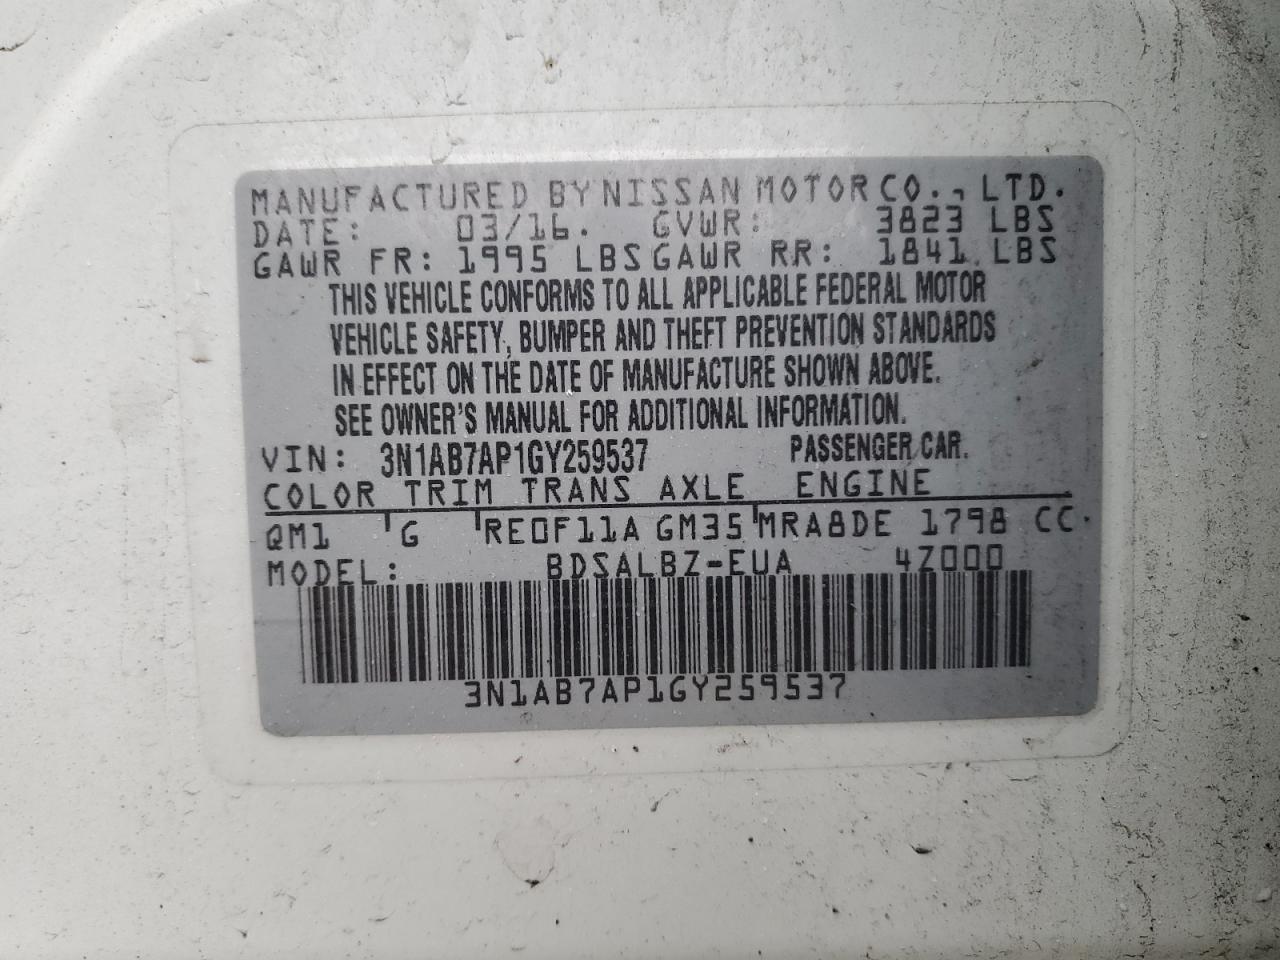 MANUFACTURED BY NISSAN MOTOR CO., LTD.
DATE: 03/16. GVWR: 3823 LBS
GAWR FR: 1995 LBS GAWR RR: 1841 LBS
THIS VEHICLE CONFORMS TO ALL APPLICABLE FEDERAL MOTOR
VEHICLE SAFETY, BUMPER AND THEFT PREVENTION STANDARDS
IN EFFECT ON THE DATE OF MANUFACTURE SHOWN ABOVE.
SEE OWNER'S MANUAL FOR ADDITIONAL INFORMATION.
VIN: 3N1AB7AP1GY259537 PASSENGER CAR.
COLOR TRIM TRANS AXLE ENGINE
QM1 G RE0F11A GM35 MRA8DE 1798 CC.
MODEL: BDSALBZ-EUA 4Z000
3N1AB7AP1GY259537